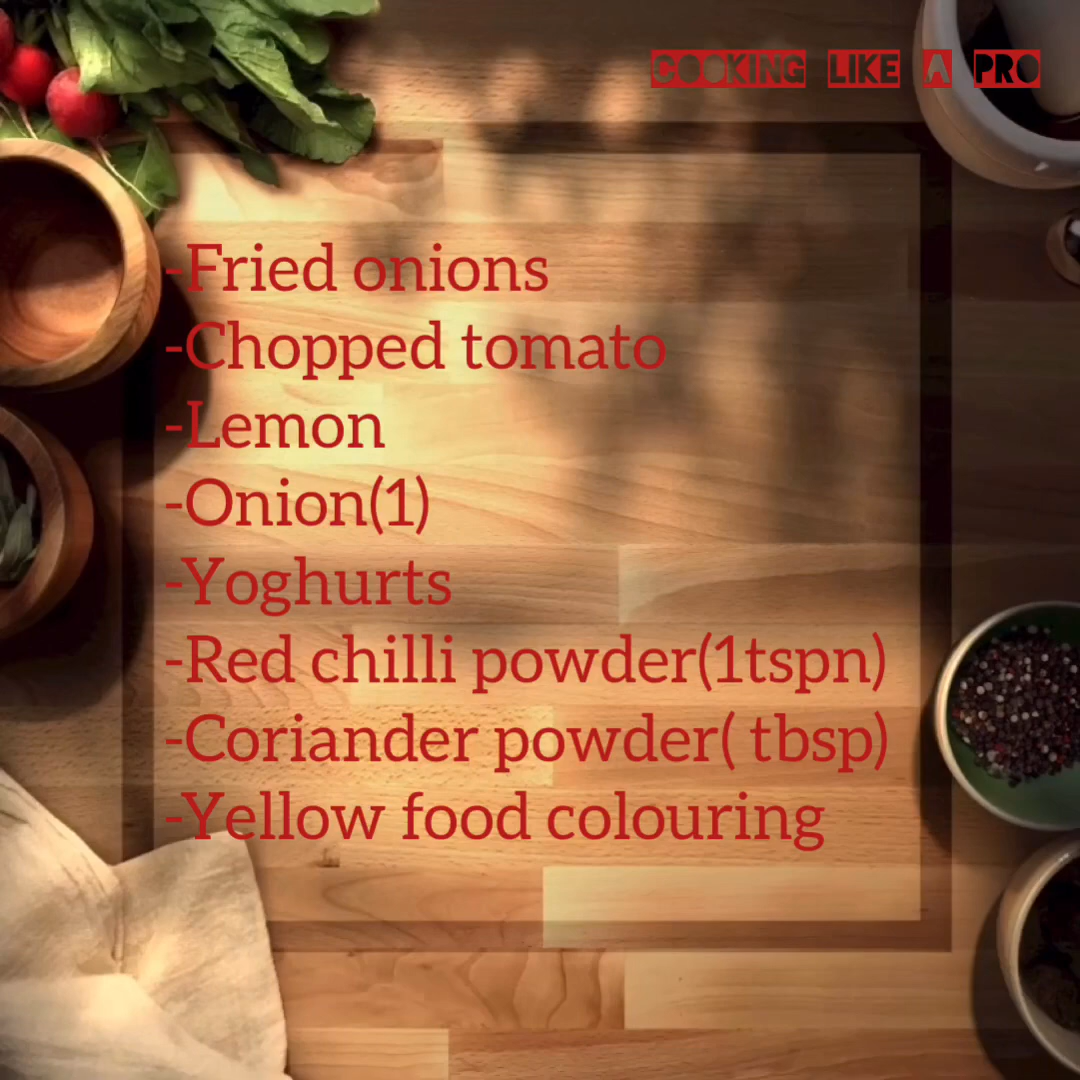 COOKING LIKE A PRO
-Fried onions
-Chopped tomato
-Lemon
-Onion(1)
-Yoghurts
-Red chilli powder(1tspn)
-Coriander powder( tbsp)
-Yellow food colouring